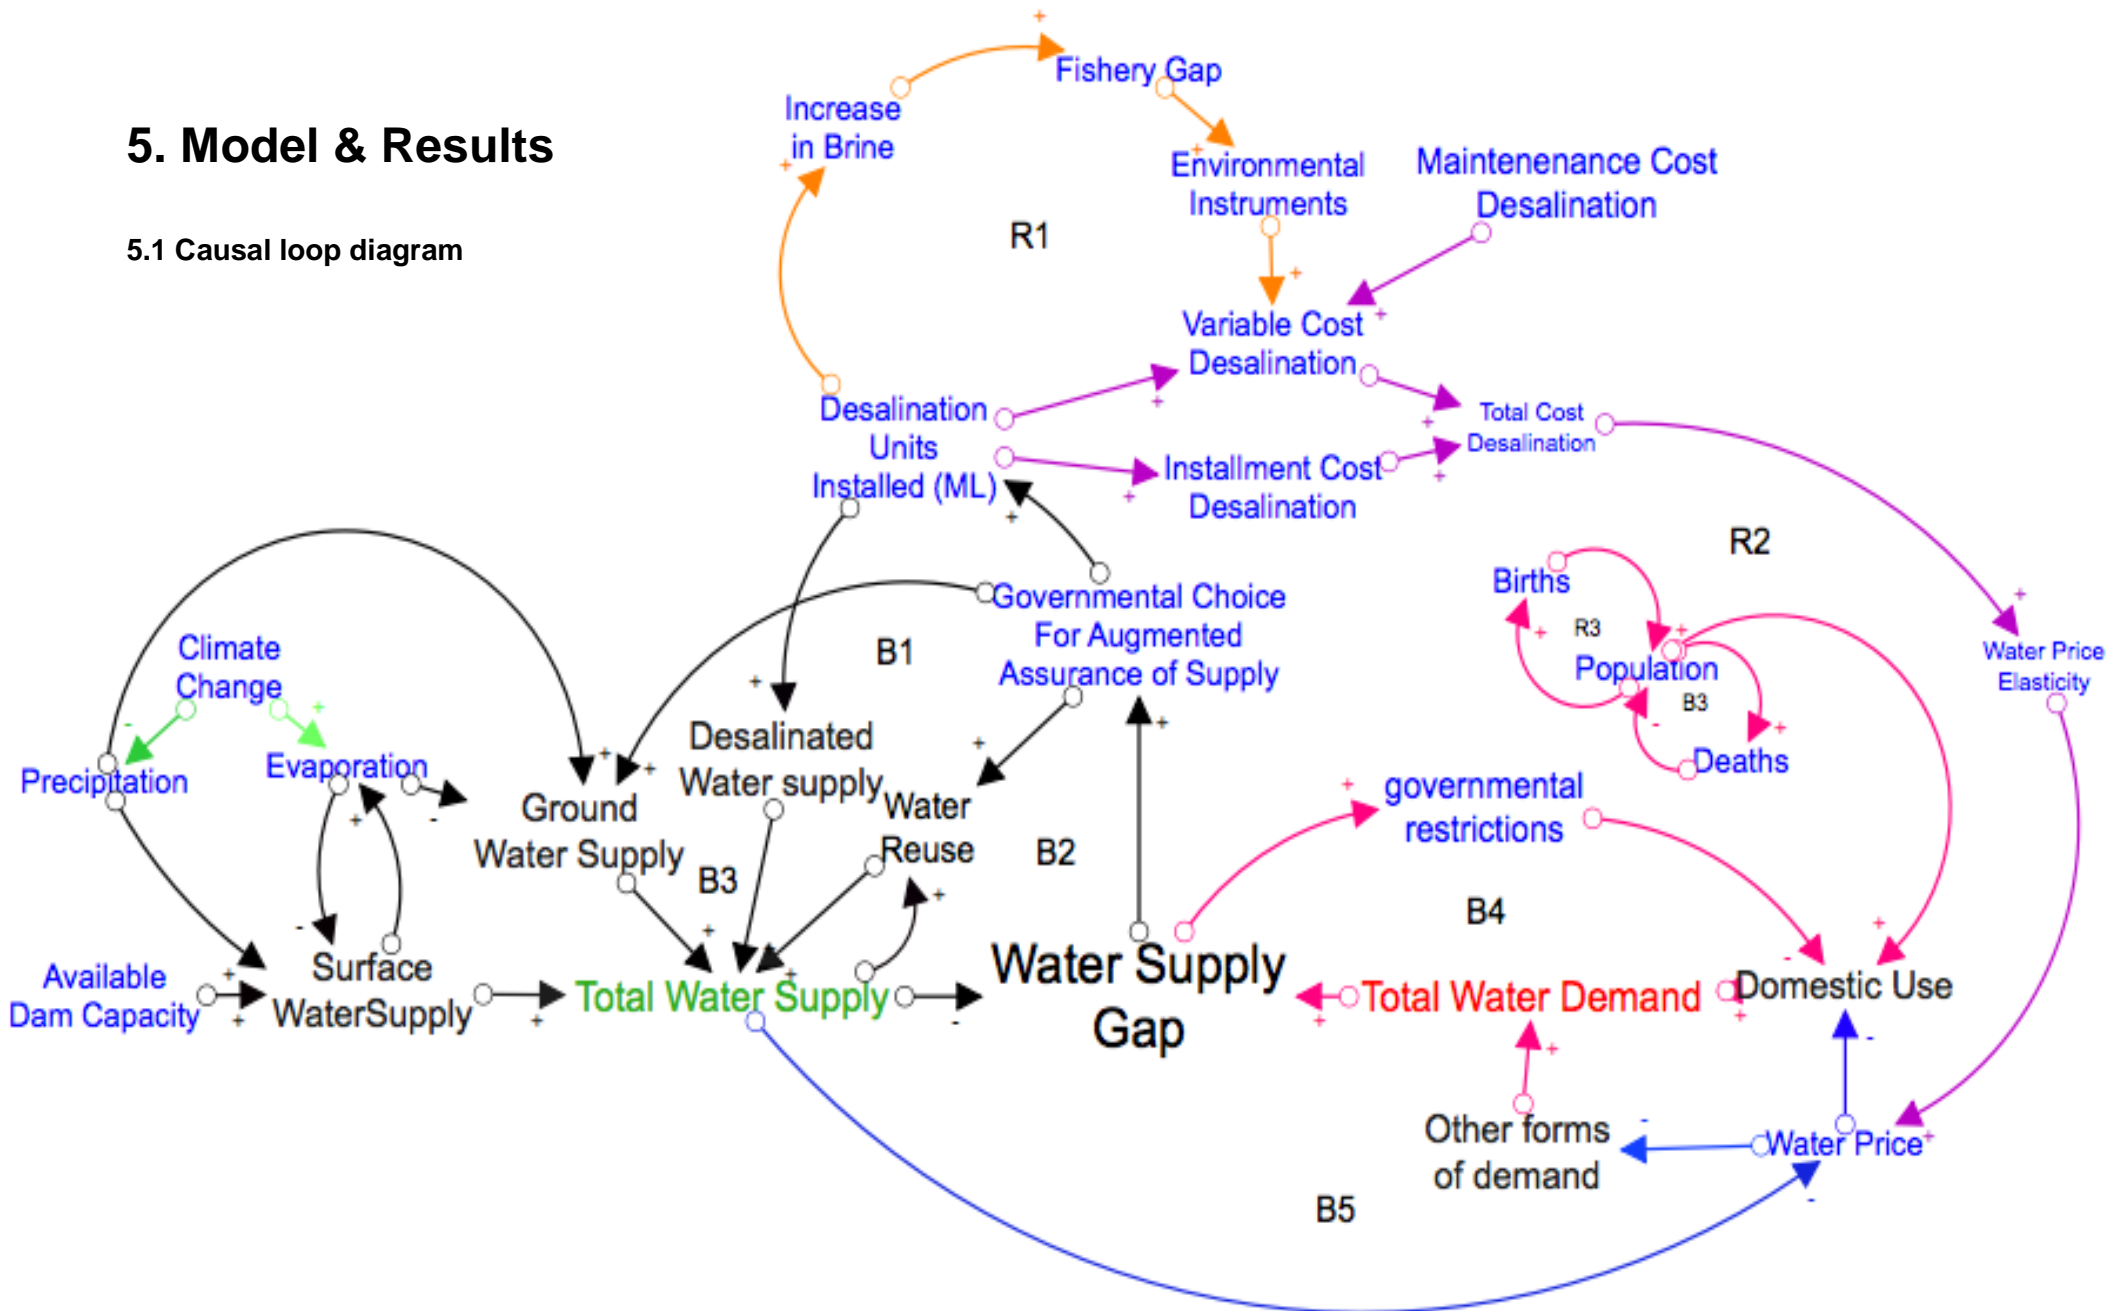 5. Model & Results
5.1 Causal loop diagram
+
Fishery Gap
Increase
in Brine
+
+
Environmental
Instruments
Maintenenance Cost
Desalination
R1
+
+
Variable Cost
Desalination
+
+
Desalination
Units
Installed (ML)
Total Cost
Desalination
Installment Cost
Desalination
+
+
+
R2
Births
+
R3
+
Population
B3
-
+
Deaths
+
Water Price
Elasticity
Governmental Choice
For Augmented
Assurance of Supply
B1
+
+
+
+
+
Climate
Change
-
+
Precipitation
Evaporation
+
-
-
Ground
Water Supply
Desalinated
Water supply
Water
Reuse
B3
B2
+
+
+
governmental
restrictions
+
B4
-
+
Available
Dam Capacity
+
+
Surface
WaterSupply
+
Total Water Supply
-
Water Supply
Gap
+
Total Water Demand
+
Domestic Use
+
-
Other forms
of demand
-
Water Price
+
-
B5